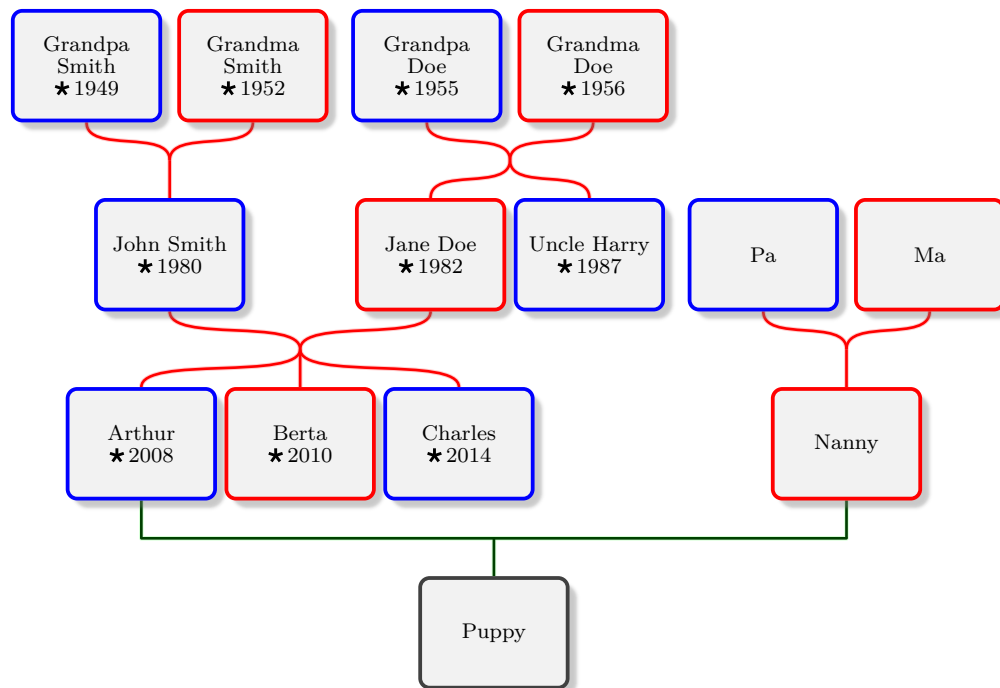 Grandpa
Smith
★ 1949
Grandma
Smith
★ 1952
Grandpa
Doe
★ 1955
Grandma
Doe
★ 1956
John Smith
★ 1980
Jane Doe
★ 1982
Uncle Harry
★ 1987
Pa
Ma
Arthur
★ 2008
Berta
★ 2010
Charles
★ 2014
Nanny
Puppy